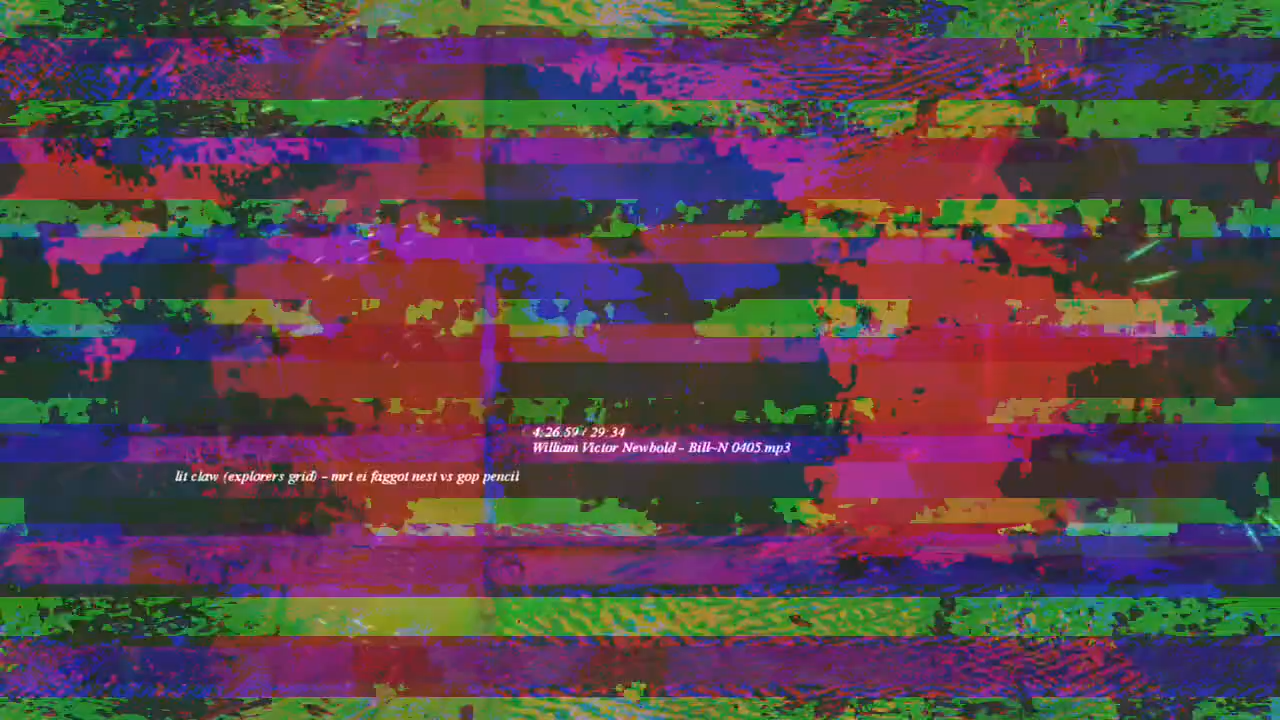 4:26.59 / 29:34
William Victor Newbold - Bill~N 0405.mp3
lit claw (explorers grid) - mrt ei faggot nest vs gop pencil